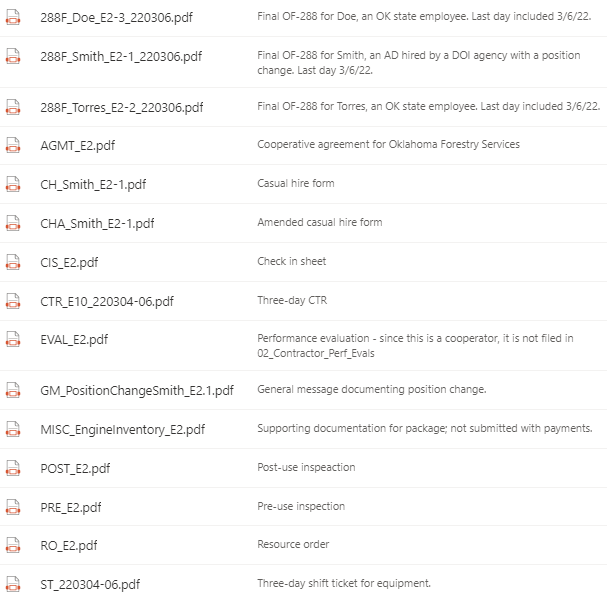 288F_Doe_E2-3_220306.pdf Final OF-288 for Doe, an OK state employee. Last day included 3/6/22.
288F_Smith_E2-1_220306.pdf Final OF-288 for Smith, an AD hired by a DOI agency with a position
change. Last day 3/6/22.
288F_Torres_E2-2_220306.pdf Final OF-288 for Torres, an OK state employee. Last day included 3/6/22.
AGMT_E2.pdf Cooperative agreement for Oklahoma Forestry Services
CH_Smith_E2-1.pdf Casual hire form
CHA_Smith_E2-1.pdf Amended casual hire form
CIS_E2.pdf Check in sheet
CTR_E10_220304-06.pdf Three-day CTR
EVAL_E2.pdf Performance evaluation - since this is a cooperator, it is not filed in
02_Contractor_Perf_Evals
GM_PositionChangeSmith_E2.1.pdf General message documenting position change.
MISC_EngineInventory_E2.pdf Supporting documentation for package; not submitted with payments.
POST_E2.pdf Post-use inspeaction
PRE_E2.pdf Pre-use inspection
RO_E2.pdf Resource order
ST_220304-06.pdf Three-day shift ticket for equipment.